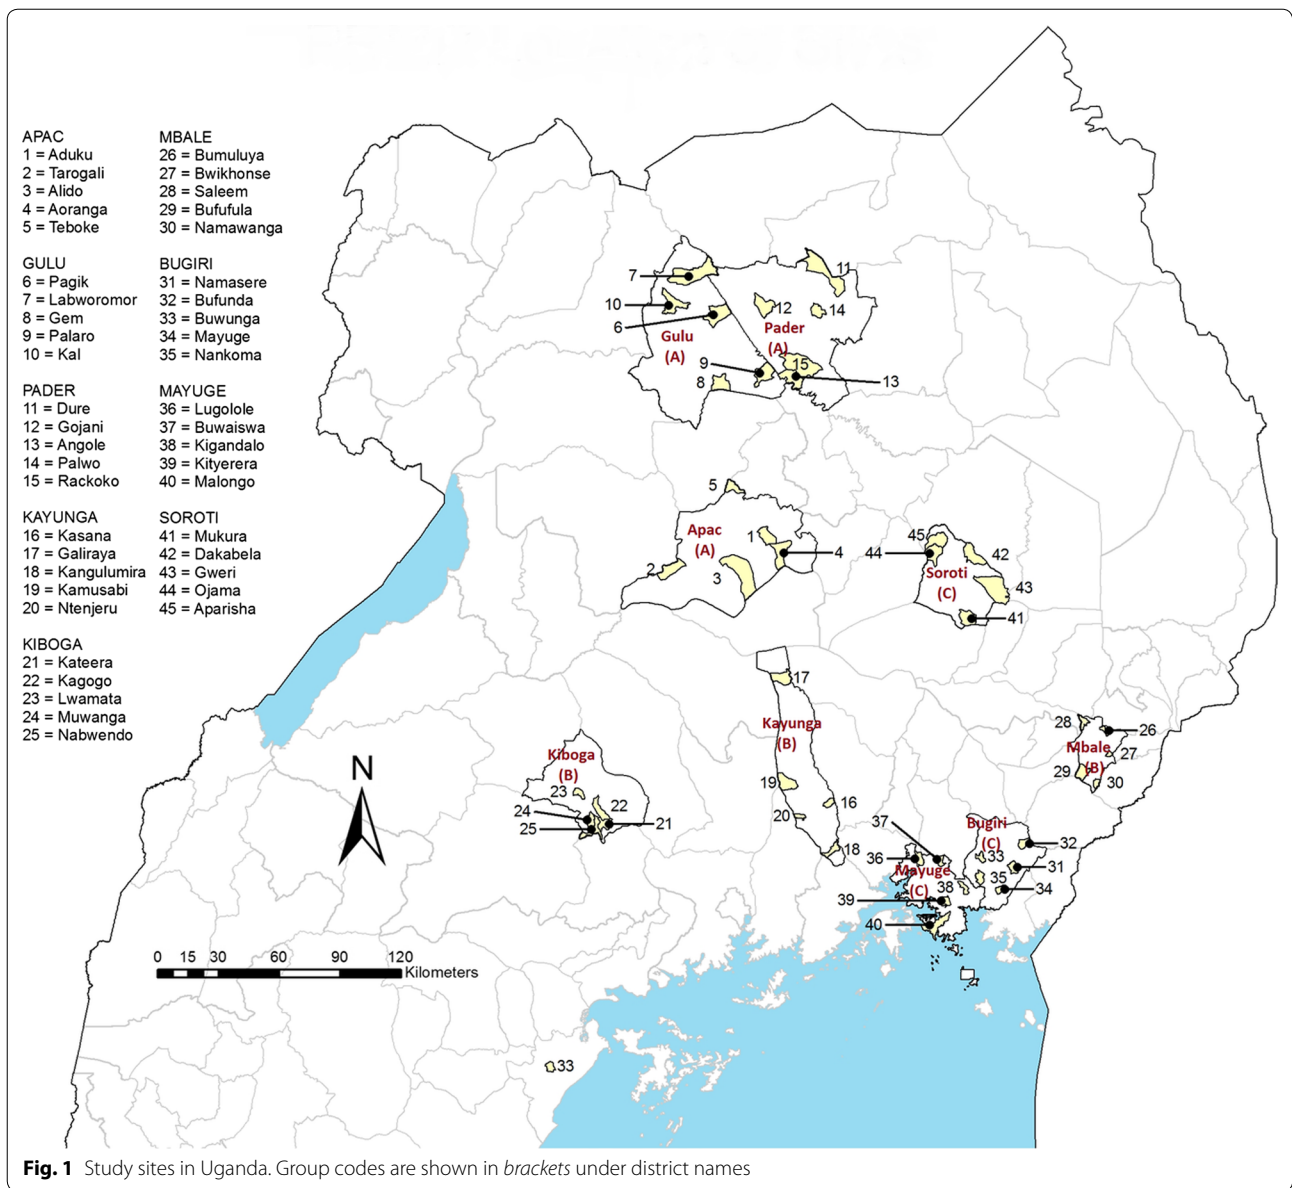 APAC
1 = Aduku
2 = Tarogali
3 = Alido
4 = Aoranga
5 = Teboke
GULU
6 = Pagik
7 = Labworomor
8 = Gem
9 = Palaro
10 = Kal
PADER
11 = Dure
12 = Gojani
13 = Angole
14 = Palwo
15 = Rackoko
KAYUNGA
16 = Kasana
17 = Galiraya
18 = Kangulumira
19 = Kamusabi
20 = Ntenjeru
KIBOGA
21 = Kateera
22 = Kagogo
23 = Lwamata
24 = Muwanga
25 = Nabwendo
MBALE
26 = Bumuluya
27 = Bwikhonse
28 = Saleem
29 = Bufufula
30 = Namawanga
BUGIRI
31 = Namasere
32 = Bufunda
33 = Buwunga
34 = Mayuge
35 = Nankoma
MAYUGE
36 = Lugolole
37 = Buwaiswa
38 = Kigandalo
39 = Kityerera
40 = Malongo
SOROTI
41 = Mukura
42 = Dakabela
43 = Gweri
44 = Ojama
45 = Aparisha
7
11
10
12
14
6
Gulu
(A)
Pader
(A)
9
15
8
13
5
Apac
(A)
1
4
2
3
45
44
42
Soroti
(C)
43
41
17
Kayunga
(B)
19
16
20
18
28
26
Mbale
(B)
27
29
30
Kiboga
(B)
23
22
24
21
25
37
Bugiri
(C)
32
36
33
31
Mayuge
(C)
38
35
34
39
40
N
0 15 30 60 90 120
Kilometers
33
Fig. 1 Study sites in Uganda. Group codes are shown in brackets under district names